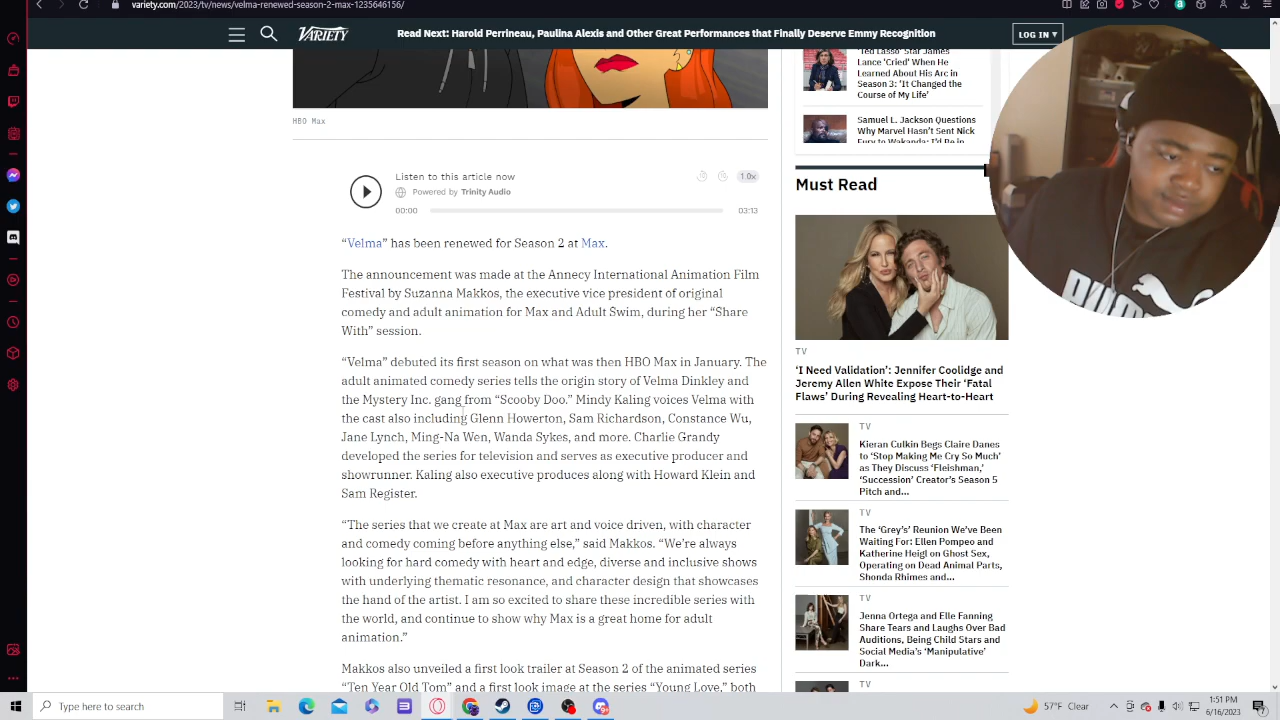 variety.com/2023/tv/news/velma-renewed-season-2-max-1235646156/
VARIETY
Read Next: Harold Perrineau, Paulina Alexis and Other Great Performances that Finally Deserve Emmy Recognition
LOG IN ▾
HBO Max
Listen to this article now
Powered by Trinity Audio
1.0x
00:00
03:13
“Velma” has been renewed for Season 2 at Max.
The announcement was made at the Annecy International Animation Film
Festival by Suzanna Makkos, the executive vice president of original
comedy and adult animation for Max and Adult Swim, during her “Share
With” session.
“Velma” debuted its first season on what was then HBO Max in January. The
adult animated comedy series tells the origin story of Velma Dinkley and
the Mystery Inc. gang from “Scooby Doo.” Mindy Kaling voices Velma with
the cast also including Glenn Howerton, Sam Richardson, Constance Wu,
Jane Lynch, Ming-Na Wen, Wanda Sykes, and more. Charlie Grandy
developed the series for television and serves as executive producer and
showrunner. Kaling also executive produces along with Howard Klein and
Sam Register.
“The series that we create at Max are art and voice driven, with character
and comedy coming before anything else,” said Makkos. “We’re always
looking for hard comedy with heart and edge, diverse and inclusive shows
with underlying thematic resonance, and character design that showcases
the hand of the artist. I am so excited to share these incredible series with
the world, and continue to show why Max is a great home for adult
animation.”
Makkos also unveiled a first look trailer at Season 2 of the animated series
“Ten Year Old Tom” and a first look image at the series “Young Love,” both
‘Ted Lasso’ Star James
Lance ‘Cried’ When He
Learned About His Arc in
Season 3: ‘It Changed the
Course of My Life’
Samuel L. Jackson Questions
Why Marvel Hasn’t Sent Nick
Fury to Wakanda: I’d Be in
Must Read
TV
‘I Need Validation’: Jennifer Coolidge and
Jeremy Allen White Expose Their ‘Fatal
Flaws’ During Revealing Heart-to-Heart
TV
Kieran Culkin Begs Claire Danes
to ‘Stop Making Me Cry So Much’
as They Discuss ‘Fleishman,’
‘Succession’ Creator’s Season 5
Pitch and...
TV
The ‘Grey’s’ Reunion We’ve Been
Waiting For: Ellen Pompeo and
Katherine Heigl on Ghost Sex,
Operating on Dead Animal Parts,
Shonda Rhimes and...
TV
Jenna Ortega and Elle Fanning
Share Tears and Laughs Over Bad
Auditions, Being Child Stars and
Social Media’s ‘Manipulative’
Dark...
TV
Type here to search
57°F Clear
1:51 PM
6/16/2023